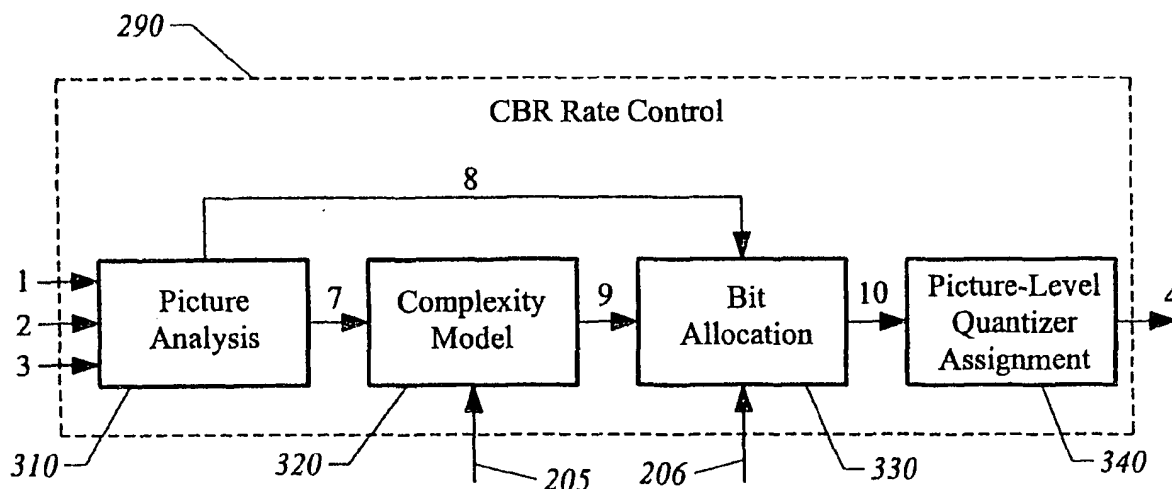 290
CBR Rate Control
8
1
2
3
Picture
Analysis
7
Complexity
Model
9
Bit
Allocation
10
Picture-Level
Quantizer
Assignment
4
310
320
205
206
330
340